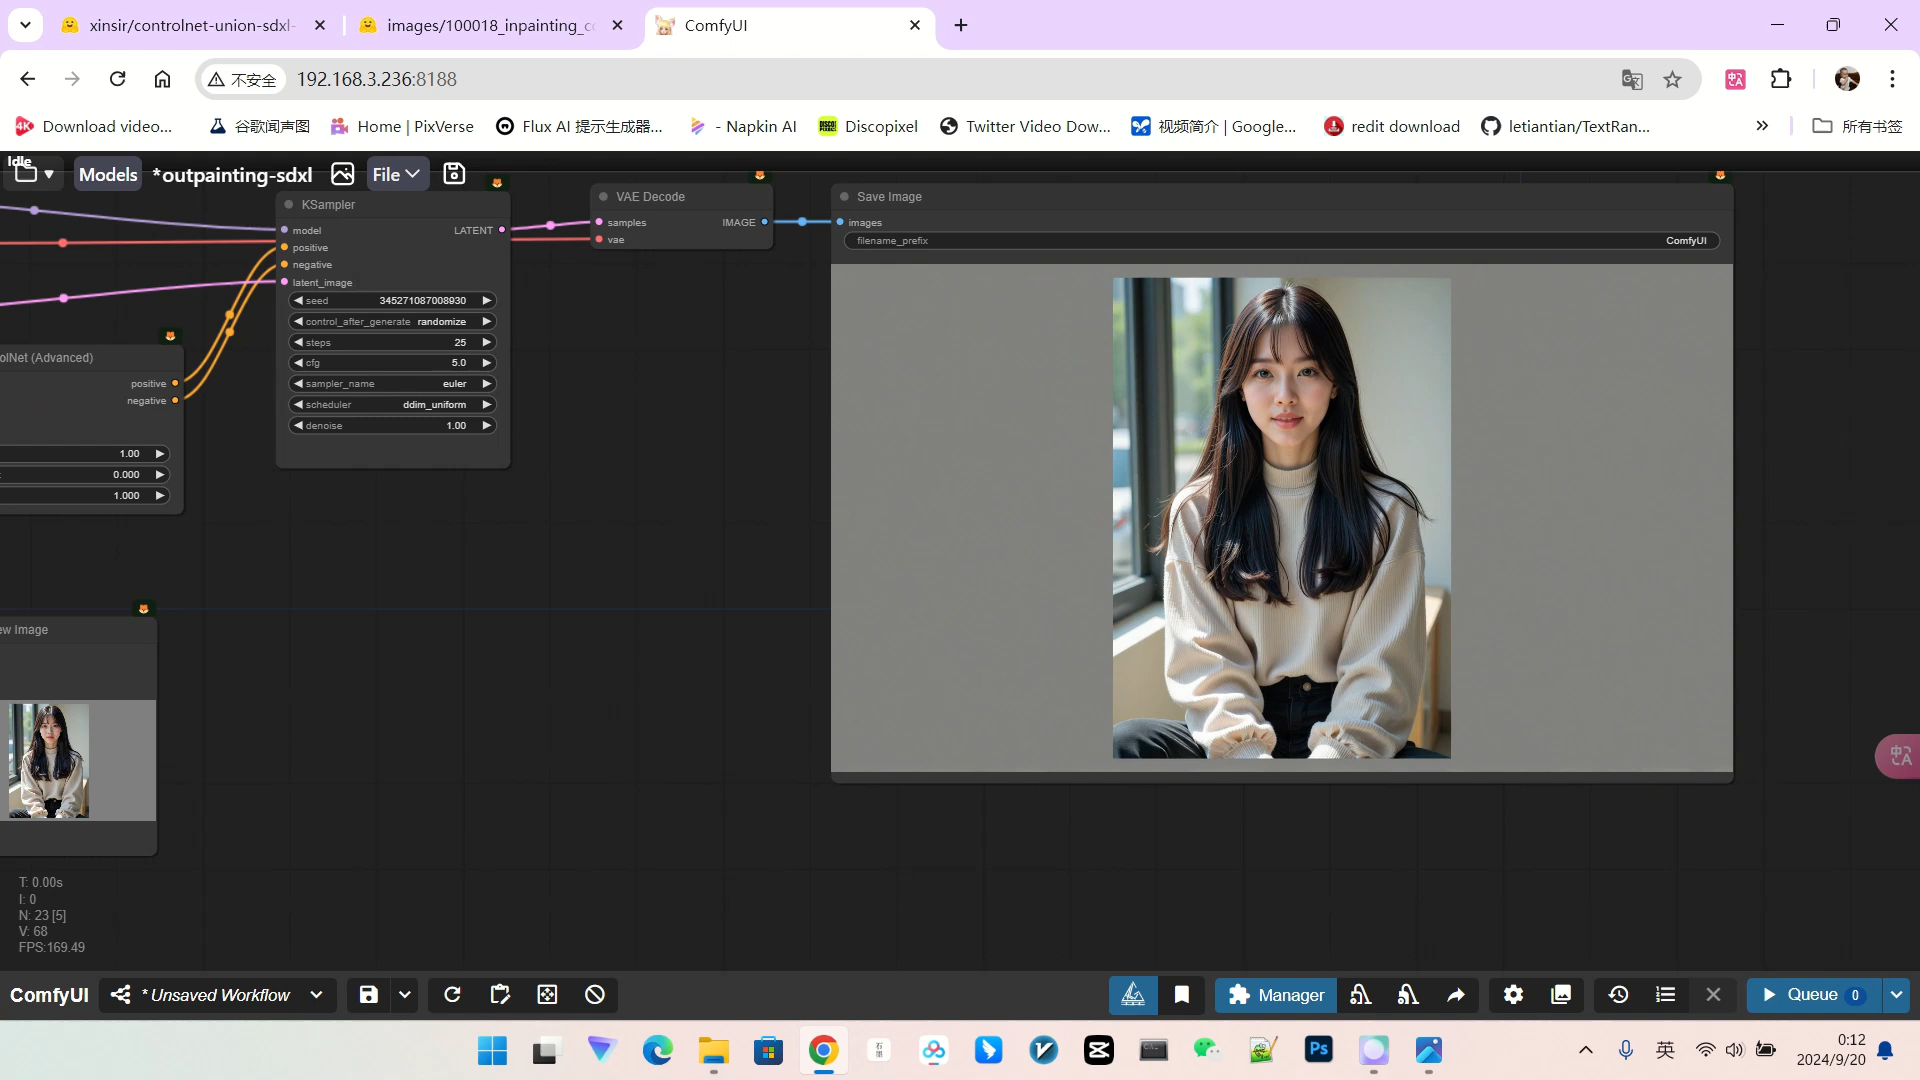 xinsir/controlnet-union-sdxl-
images/100018_inpainting_co
ComfyUI
不安全
192.168.3.236:8188
Download video...
谷歌闻声图
Home | PixVerse
Flux AI 提示生成器...
- Napkin AI
Discopixel
Twitter Video Dow...
视频简介 | Google...
redit download
letiantian/TextRan...
所有书签
Idle
Models
*outpainting-sdxl
File
KSampler
model
LATENT
positive
negative
latent_image
seed 345271087008930
control_after_generate randomize
steps 25
cfg 5.0
sampler_name euler
scheduler ddim_uniform
denoise 1.00
VAE Decode
samples
IMAGE
vae
Save Image
images
filename_prefix ComfyUI
olNet (Advanced)
positive
negative
1.00
0.000
1.000
ew Image
T: 0.00s
I: 0
N: 23 [5]
V: 68
FPS:169.49
ComfyUI
* Unsaved Workflow
Manager
Queue 0
Ps
英
0:12
2024/9/20